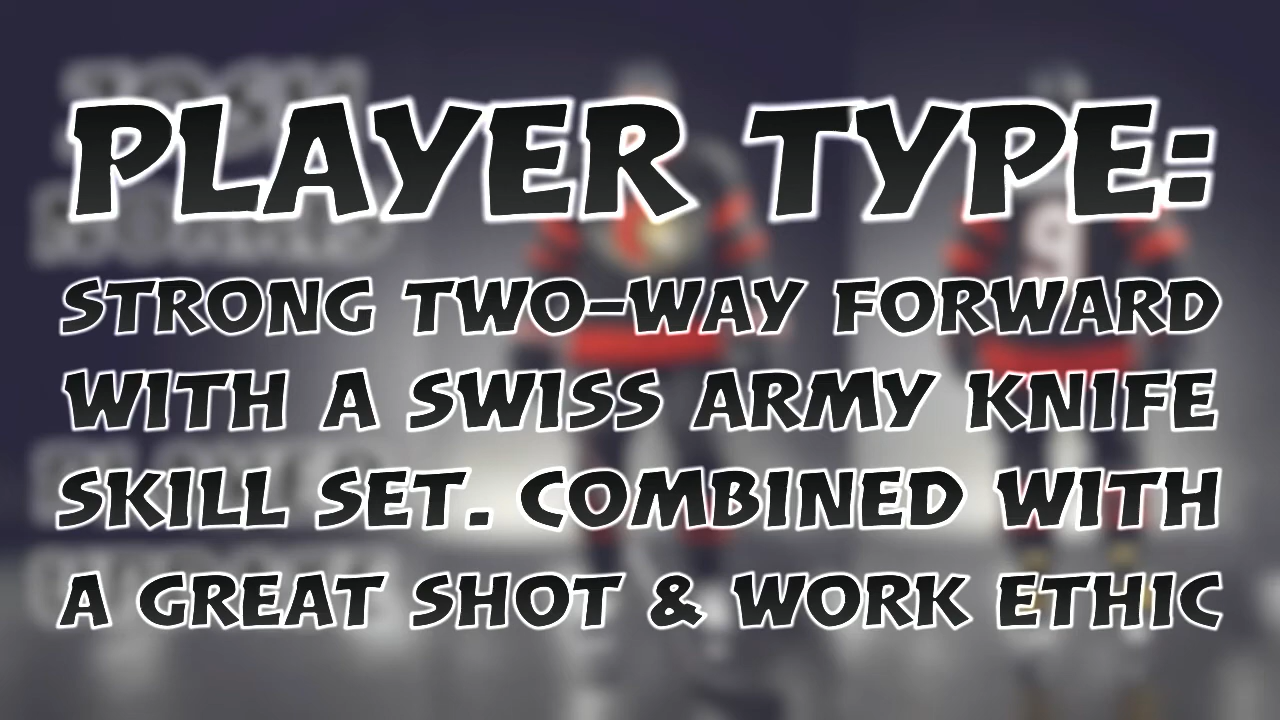 PLAYER TYPE:
STRONG TWO-WAY FORWARD
WITH A SWISS ARMY KNIFE
SKILL SET. COMBINED WITH
A GREAT SHOT & WORK ETHIC